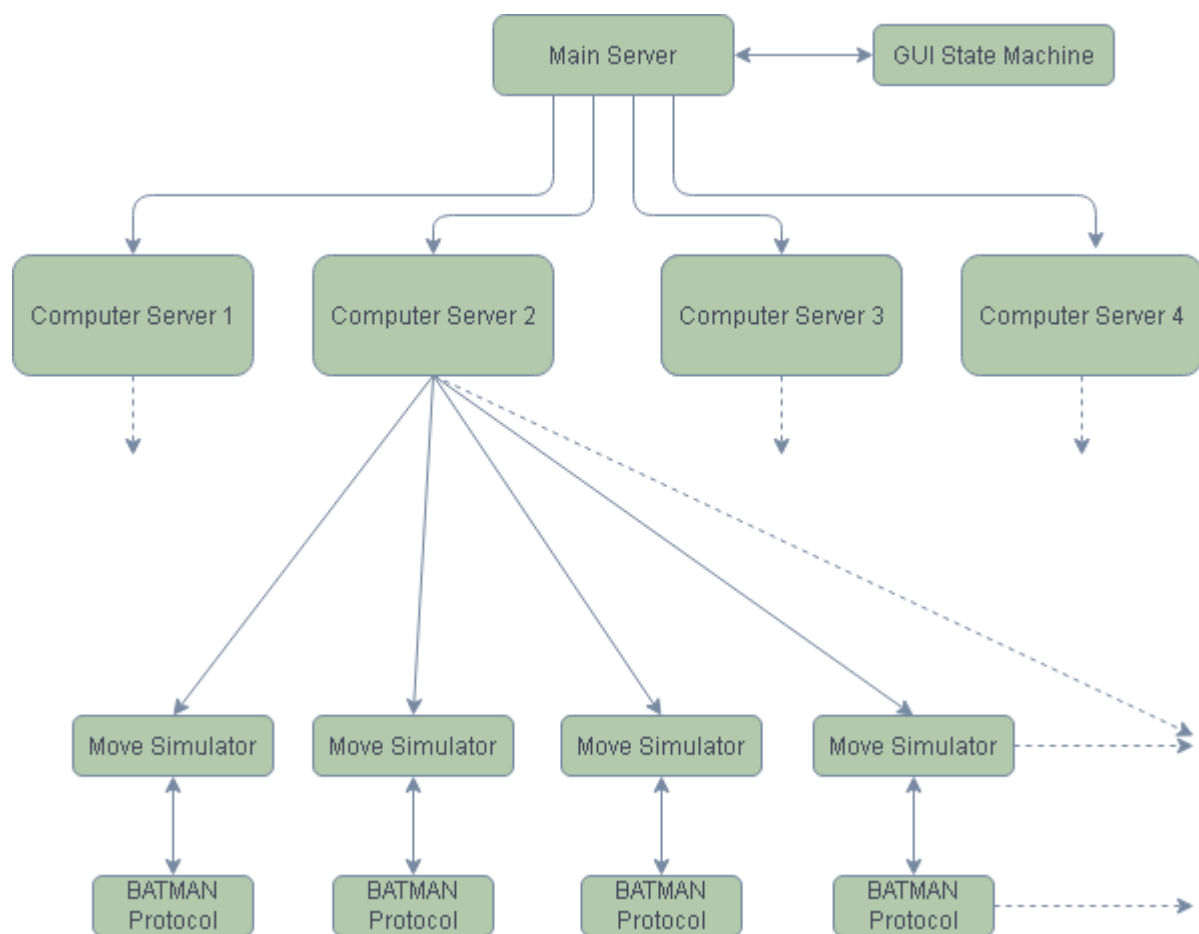 Main Server
GUI State Machine
Computer Server 1
Computer Server 2
Computer Server 3
Computer Server 4
Move Simulator
Move Simulator
Move Simulator
Move Simulator
BATMAN
Protocol
BATMAN
Protocol
BATMAN
Protocol
BATMAN
Protocol